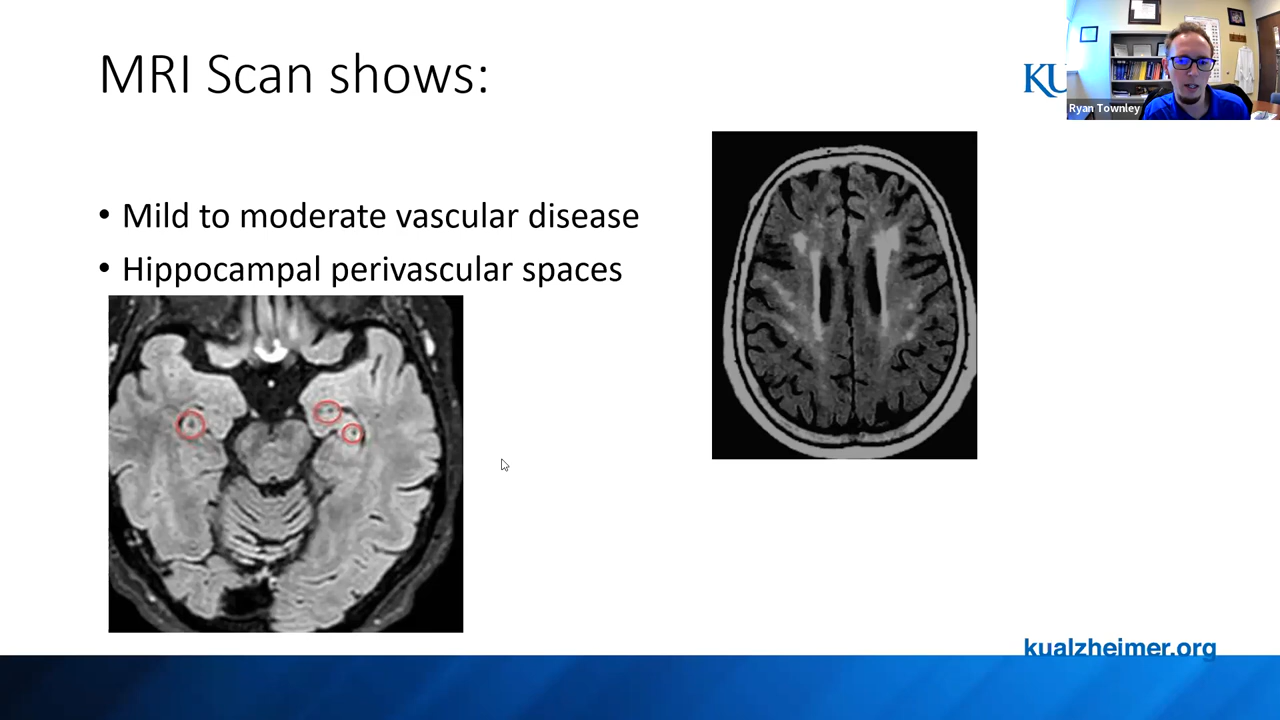 MRI Scan shows:
KU
Ryan Townley
• Mild to moderate vascular disease
• Hippocampal perivascular spaces
kualzheimer.org